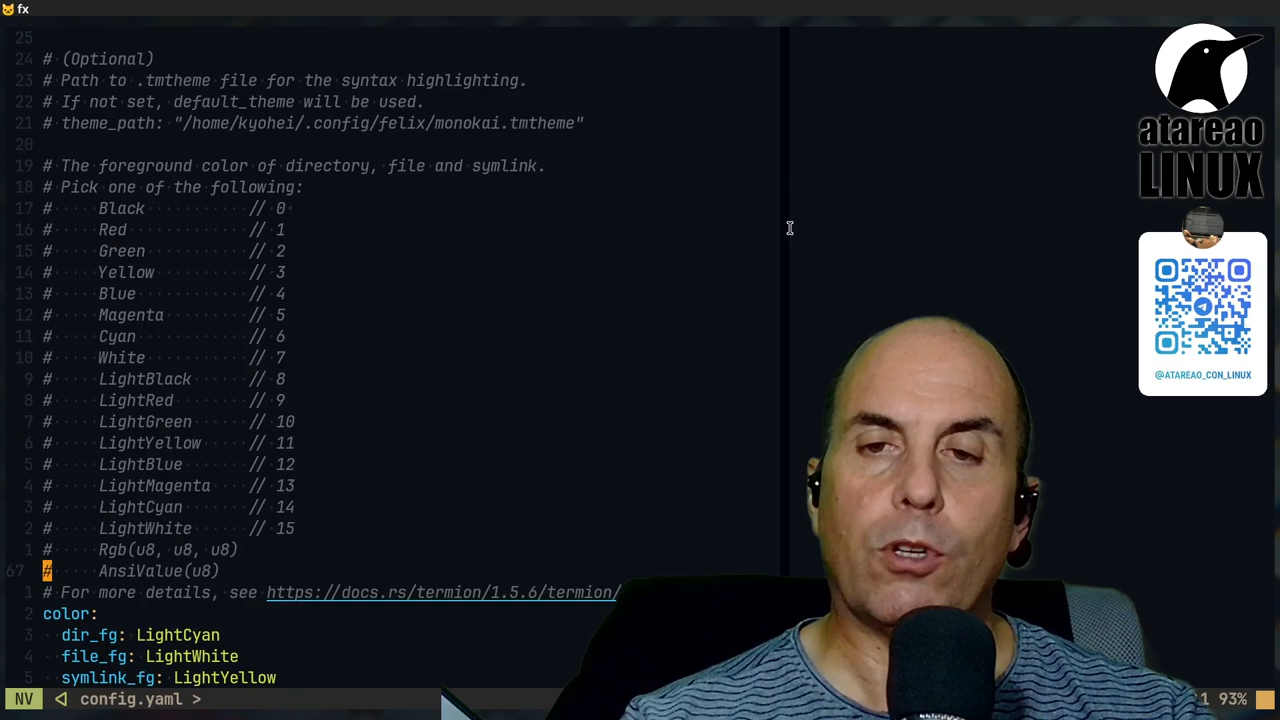 fx
25
24 # (Optional)
23 # Path to .tmtheme file for the syntax highlighting.
22 # If not set, default_theme will be used.
21 # theme_path: "/home/kyohei/.config/felix/monokai.tmtheme"
20
19 # The foreground color of directory, file and symlink.
18 # Pick one of the following:
17 #     Black           // 0
16 #     Red             // 1
15 #     Green           // 2
14 #     Yellow          // 3
13 #     Blue            // 4
12 #     Magenta         // 5
11 #     Cyan            // 6
10 #     White           // 7
9 #     LightBlack      // 8
8 #     LightRed        // 9
7 #     LightGreen      // 10
6 #     LightYellow     // 11
5 #     LightBlue       // 12
4 #     LightMagenta    // 13
3 #     LightCyan       // 14
2 #     LightWhite      // 15
1 #     Rgb(u8, u8, u8)
67 #     AnsiValue(u8)
1 # For more details, see https://docs.rs/termion/1.5.6/termion/
2 color:
3   dir_fg: LightCyan
4   file_fg: LightWhite
5   symlink_fg: LightYellow
NV config.yaml > 1 93%
atareao
LINUX
@ATAREAO_CON_LINUX